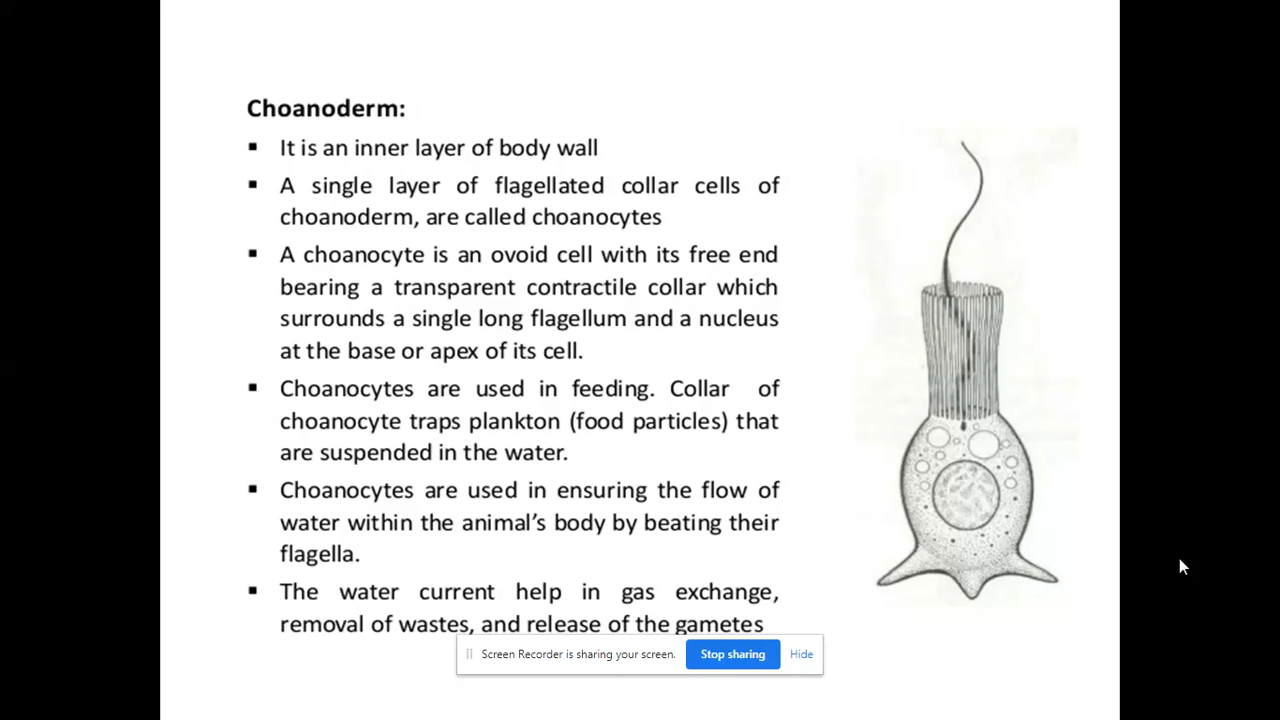 Choanoderm:
▪ It is an inner layer of body wall
▪ A single layer of flagellated collar cells of
choanoderm, are called choanocytes
▪ A choanocyte is an ovoid cell with its free end
bearing a transparent contractile collar which
surrounds a single long flagellum and a nucleus
at the base or apex of its cell.
▪ Choanocytes are used in feeding. Collar of
choanocyte traps plankton (food particles) that
are suspended in the water.
▪ Choanocytes are used in ensuring the flow of
water within the animal's body by beating their
flagella.
▪ The water current help in gas exchange,
removal of wastes, and release of the gametes
Screen Recorder is sharing your screen. Stop sharing Hide